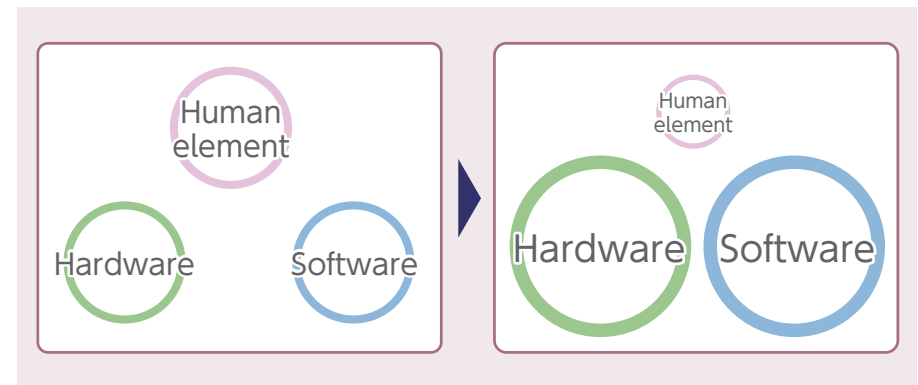 Human
element
Hardware
Software
Human
element
Hardware
Software